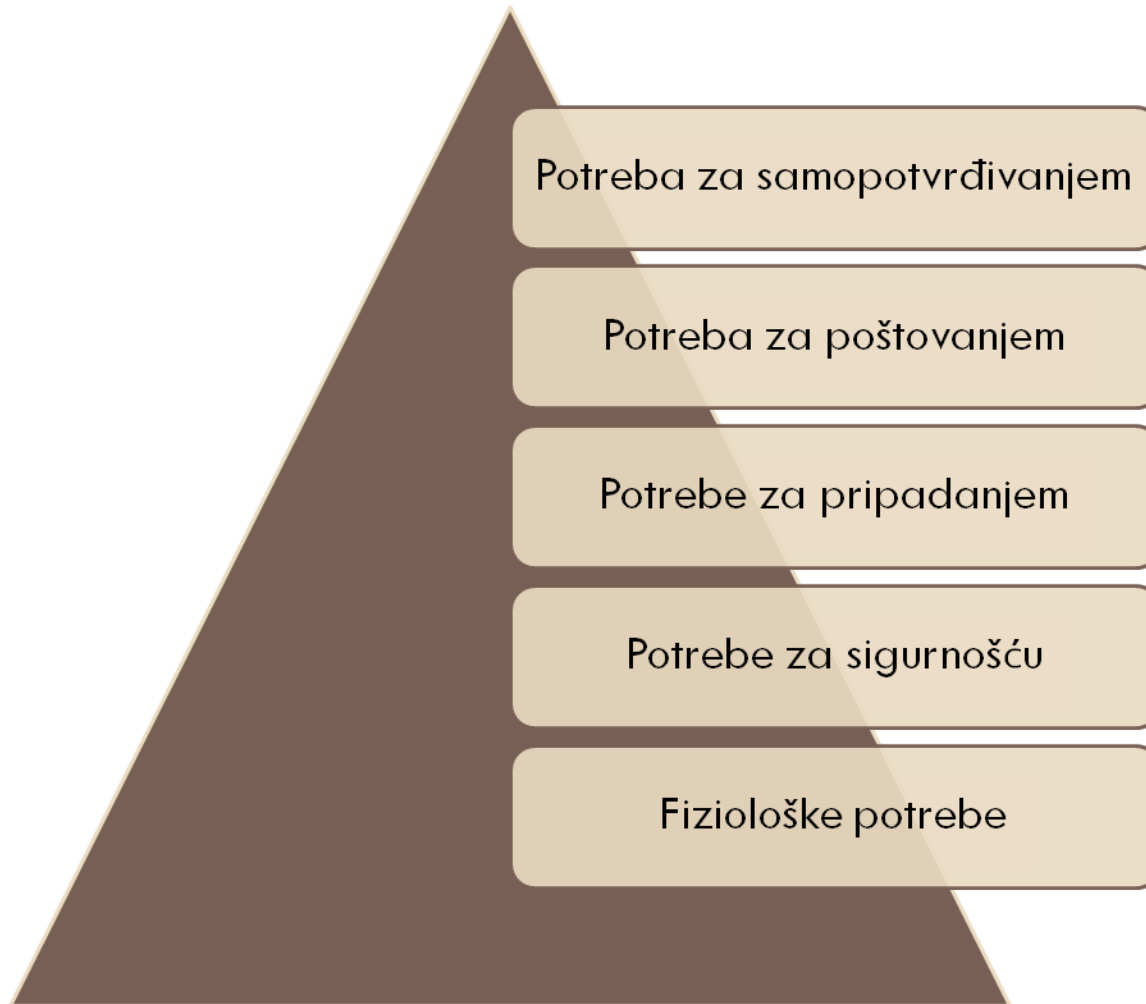 Potreba za samopotvrđivanjem
Potreba za poštovanjem
Potrebe za pripadanjem
Potrebe za sigurnošću
Fiziološke potrebe